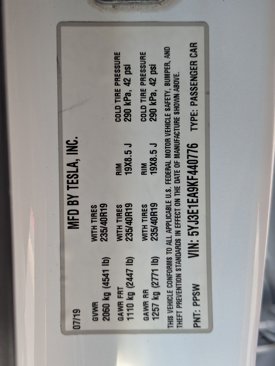 MFD BY TESLA, INC.
07/19
GVWR WITH TIRES RIM COLD TIRE PRESSURE
2060 kg (4541 lb) 235/40R19 19X8.5 J 290 kPa, 42 psi
GAWR FRT WITH TIRES
1110 kg (2447 lb) 235/40R19
GAWR RR WITH TIRES RIM COLD TIRE PRESSURE
1257 kg (2771 lb) 235/40R19 19X8.5 J 290 kPa, 42 psi
THIS VEHICLE CONFORMS TO ALL APPLICABLE U.S. FEDERAL MOTOR VEHICLE SAFETY, BUMPER, AND
THEFT PREVENTION STANDARDS IN EFFECT ON THE DATE OF MANUFACTURE SHOWN ABOVE.
PNT: PPSW VIN: 5YJ3E1EA9KF440776 TYPE: PASSENGER CAR